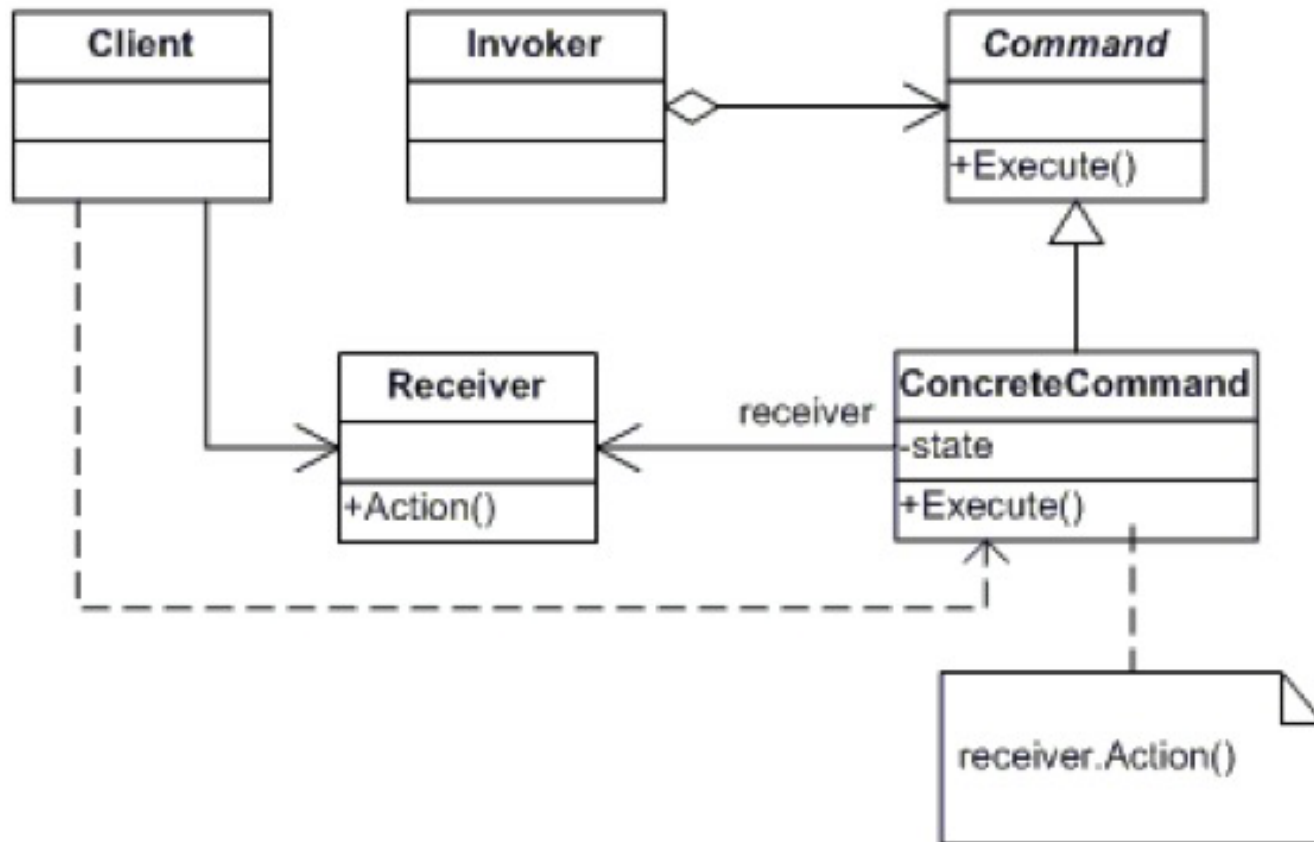 Client
Invoker
Command
+Execute()
Receiver
+Action()
receiver
ConcreteCommand
-state
+Execute()
receiver.Action()